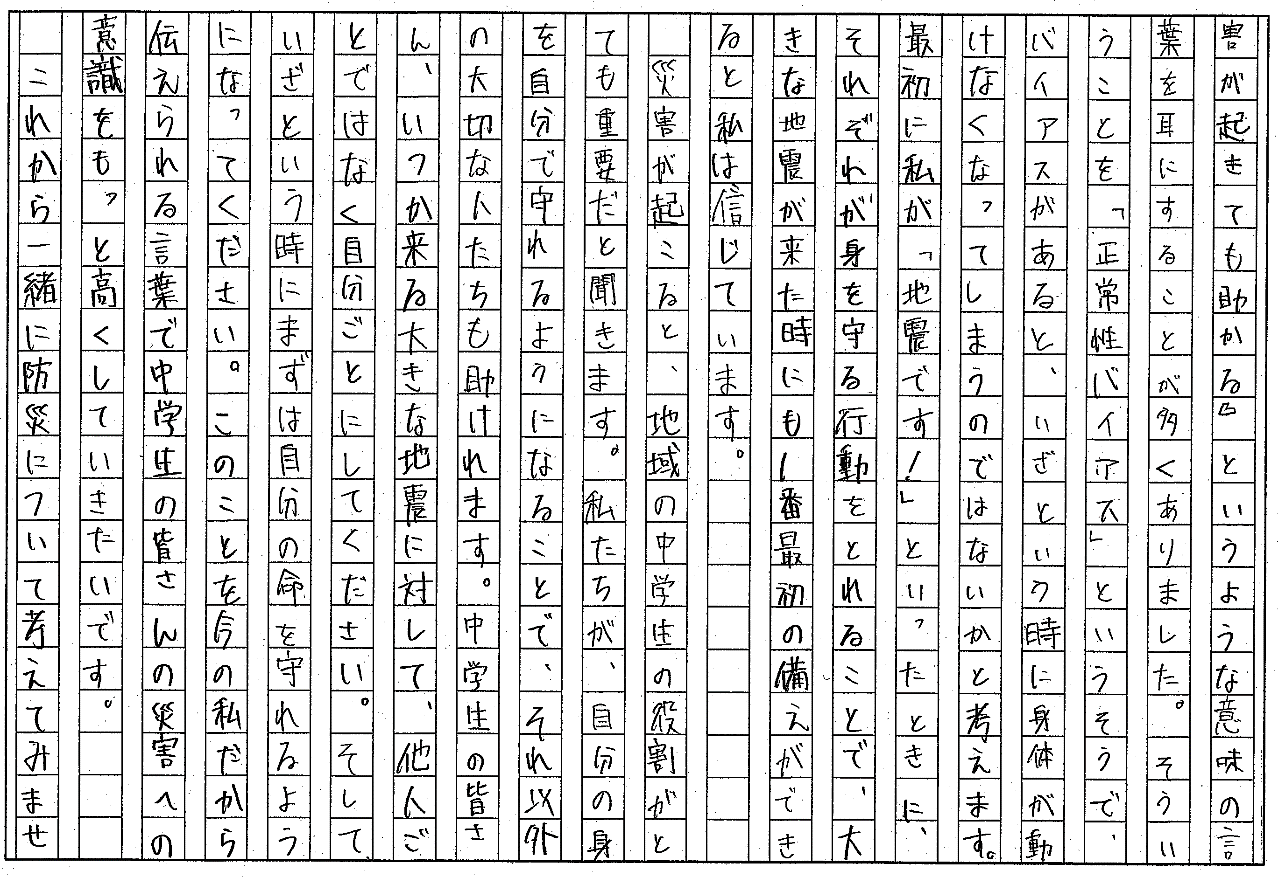 害が起きても助かる』というような意味の言
葉を耳にすることが多くありました。そうい
うことを「正常性バイアス」というそうで、
バイアスがあると、いざという時に身体が動
けなくなってしまうのではないかと考えます。
最初に私が「地震です！」といったときに、
それぞれが身を守る行動をとれることで、大
きな地震が来た時にも１番最初の備えができ
ると私は信じています。
災害が起こると、地域の中学生の役割がと
ても重要だと聞きます。私たちが、自分の身
を自分で守れるようになることで、それ以外
の大切な人たちも助けれます。中学生の皆さ
ん、いつか来る大きな地震に対して、他人ご
とではなく自分ごとにしてください。そして、
いざという時にまずは自分の命を守れるよう
になってください。このことを今の私だから
伝えられる言葉で中学生の皆さんの災害への
意識をもっと高くしていきたいです。
これから一緒に防災について考えてみませ